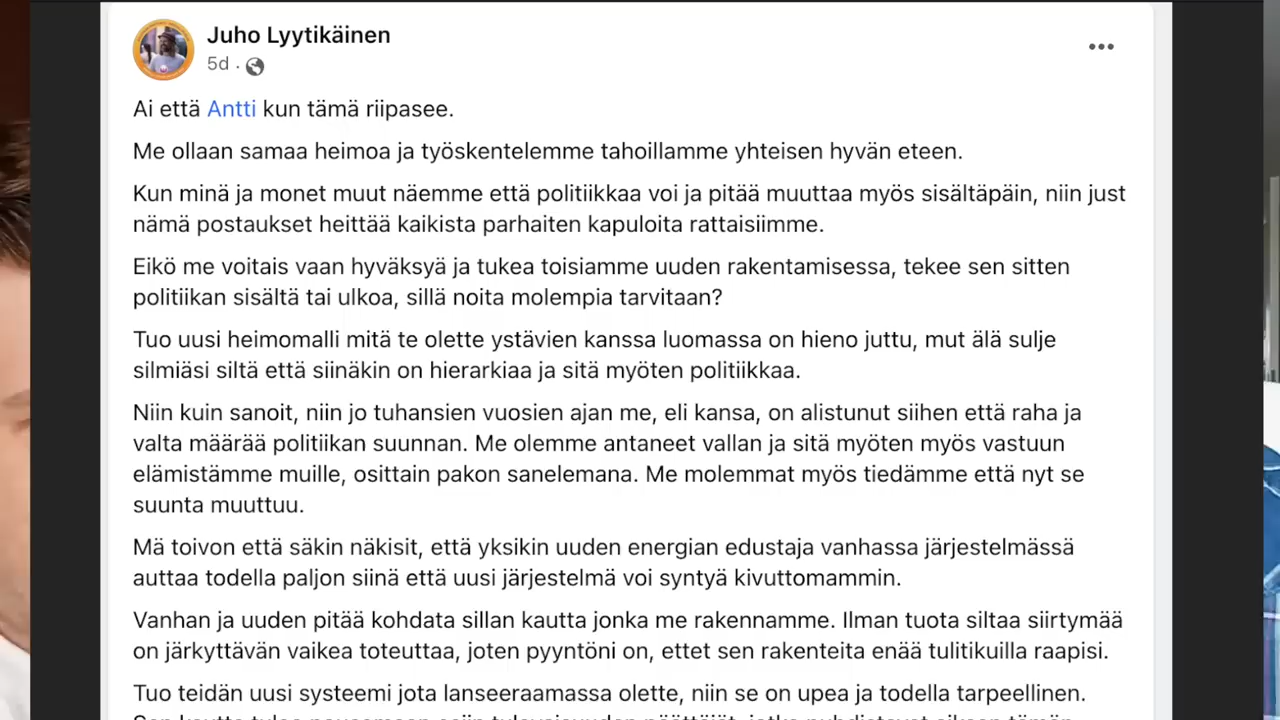 Juho Lyytikäinen
5d ·
Ai että Antti kun tämä riipasee.
Me ollaan samaa heimoa ja työskentelemme tahoillamme yhteisen hyvän eteen.
Kun minä ja monet muut näemme että politiikkaa voi ja pitää muuttaa myös sisältäpäin, niin just
nämä postaukset heittää kaikista parhaiten kapuloita rattaisiimme.
Eikö me voitais vaan hyväksyä ja tukea toisiamme uuden rakentamisessa, tekee sen sitten
politiikan sisältä tai ulkoa, sillä noita molempia tarvitaan?
Tuo uusi heimomalli mitä te olette ystävien kanssa luomassa on hieno juttu, mut älä sulje
silmiäsi siltä että siinäkin on hierarkiaa ja sitä myöten politiikkaa.
Niin kuin sanoit, niin jo tuhansien vuosien ajan me, eli kansa, on alistunut siihen että raha ja
valta määrää politiikan suunnan. Me olemme antaneet vallan ja sitä myöten myös vastuun
elämistämme muille, osittain pakon sanelemana. Me molemmat myös tiedämme että nyt se
suunta muuttuu.
Mä toivon että säkin näkisit, että yksikin uuden energian edustaja vanhassa järjestelmässä
auttaa todella paljon siinä että uusi järjestelmä voi syntyä kivuttomammin.
Vanhan ja uuden pitää kohdata sillan kautta jonka me rakennamme. Ilman tuota siltaa siirtymää
on järkyttävän vaikea toteuttaa, joten pyyntöni on, ettet sen rakenteita enää tulitikuilla raapisi.
Tuo teidän uusi systeemi jota lanseeraamassa olette, niin se on upea ja todella tarpeellinen.